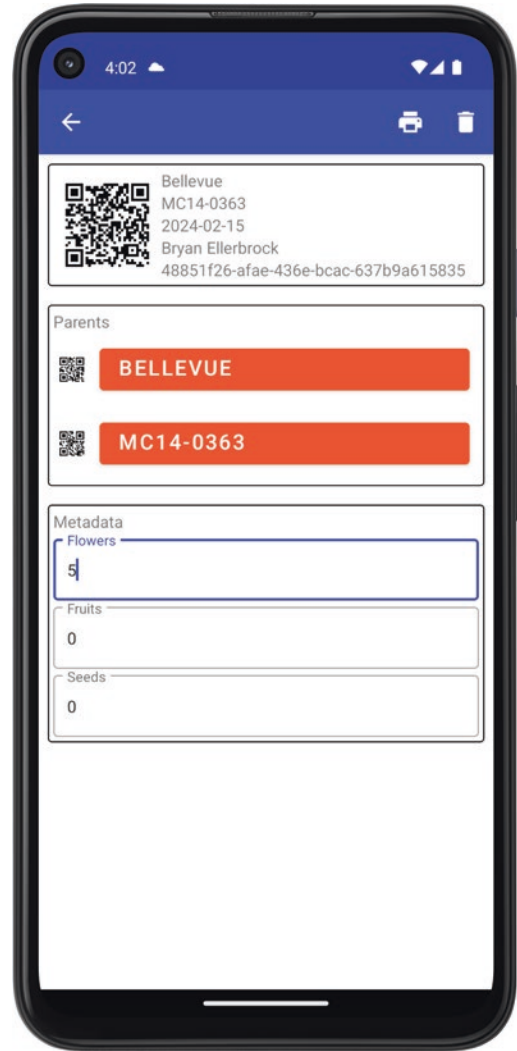 4:02
Bellevue
MC14-0363
2024-02-15
Bryan Ellerbrock
48851f26-afae-436e-bcac-637b9a615835
Parents
BELLEVUE
MC14-0363
Metadata
Flowers
5
Fruits
0
Seeds
0